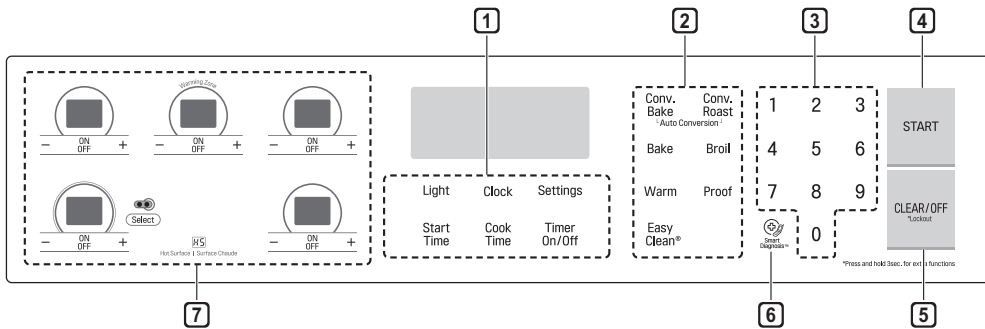 1 2 3 4
Warming Zone
ON
OFF
- +
ON
OFF
- +
ON
OFF
- +
ON
OFF
- +
Select
ON
OFF
- +
HS
Hot Surface | Surface Chaude
Light Clock Settings
Start Time Cook Time Timer On/Off
Conv. Bake Conv. Roast
Auto Conversion
Bake Broil
Warm Proof
Easy Clean®
1 2 3
4 5 6
7 8 9
0
Smart Diagnosis™
START
CLEAR/OFF
*Lockout
*Press and hold 3sec. for extra functions
7 6 5